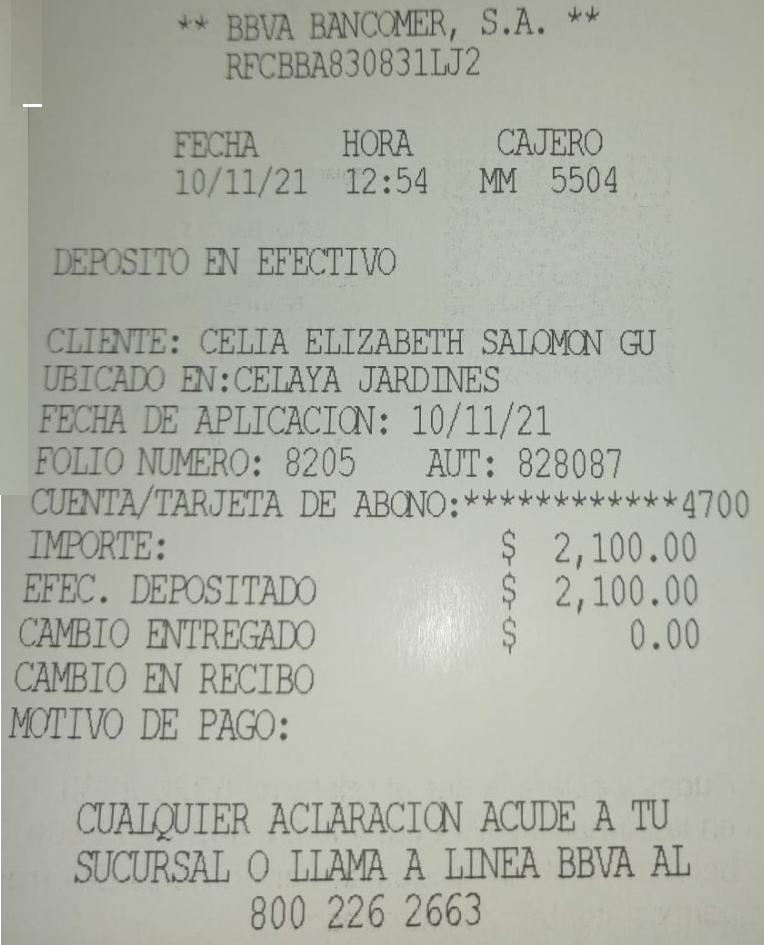 ** BBVA BANCOMER, S.A. **
RFCBBA830831LJ2
FECHA HORA CAJERO
10/11/21 12:54 MM 5504
DEPOSITO EN EFECTIVO
CLIENTE: CELIA ELIZABETH SALOMON GU
UBICADO EN:CELAYA JARDINES
FECHA DE APLICACION: 10/11/21
FOLIO NUMERO: 8205 AUT: 828087
CUENTA/TARJETA DE ABONO:************4700
IMPORTE: $ 2,100.00
EFEC. DEPOSITADO $ 2,100.00
CAMBIO ENTREGADO $ 0.00
CAMBIO EN RECIBO
MOTIVO DE PAGO:
CUALQUIER ACLARACION ACUDE A TU
SUCURSAL O LLAMA A LINEA BBVA AL
800 226 2663